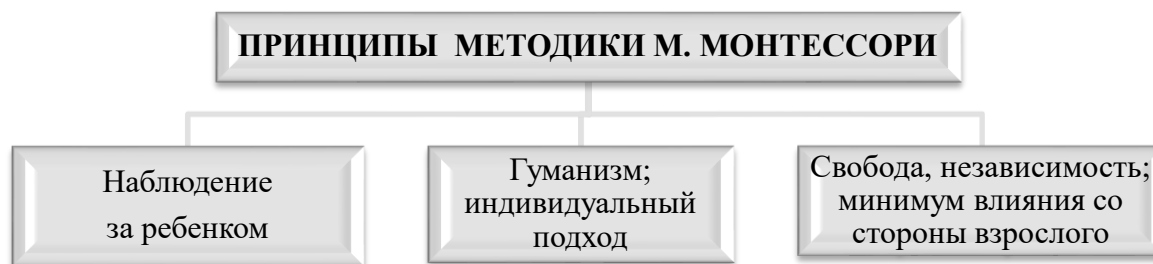 ПРИНЦИПЫ МЕТОДИКИ М. МОНТЕССОРИ
Наблюдение
за ребенком
Гуманизм;
индивидуальный
подход
Свобода, независимость;
минимум влияния со
стороны взрослого